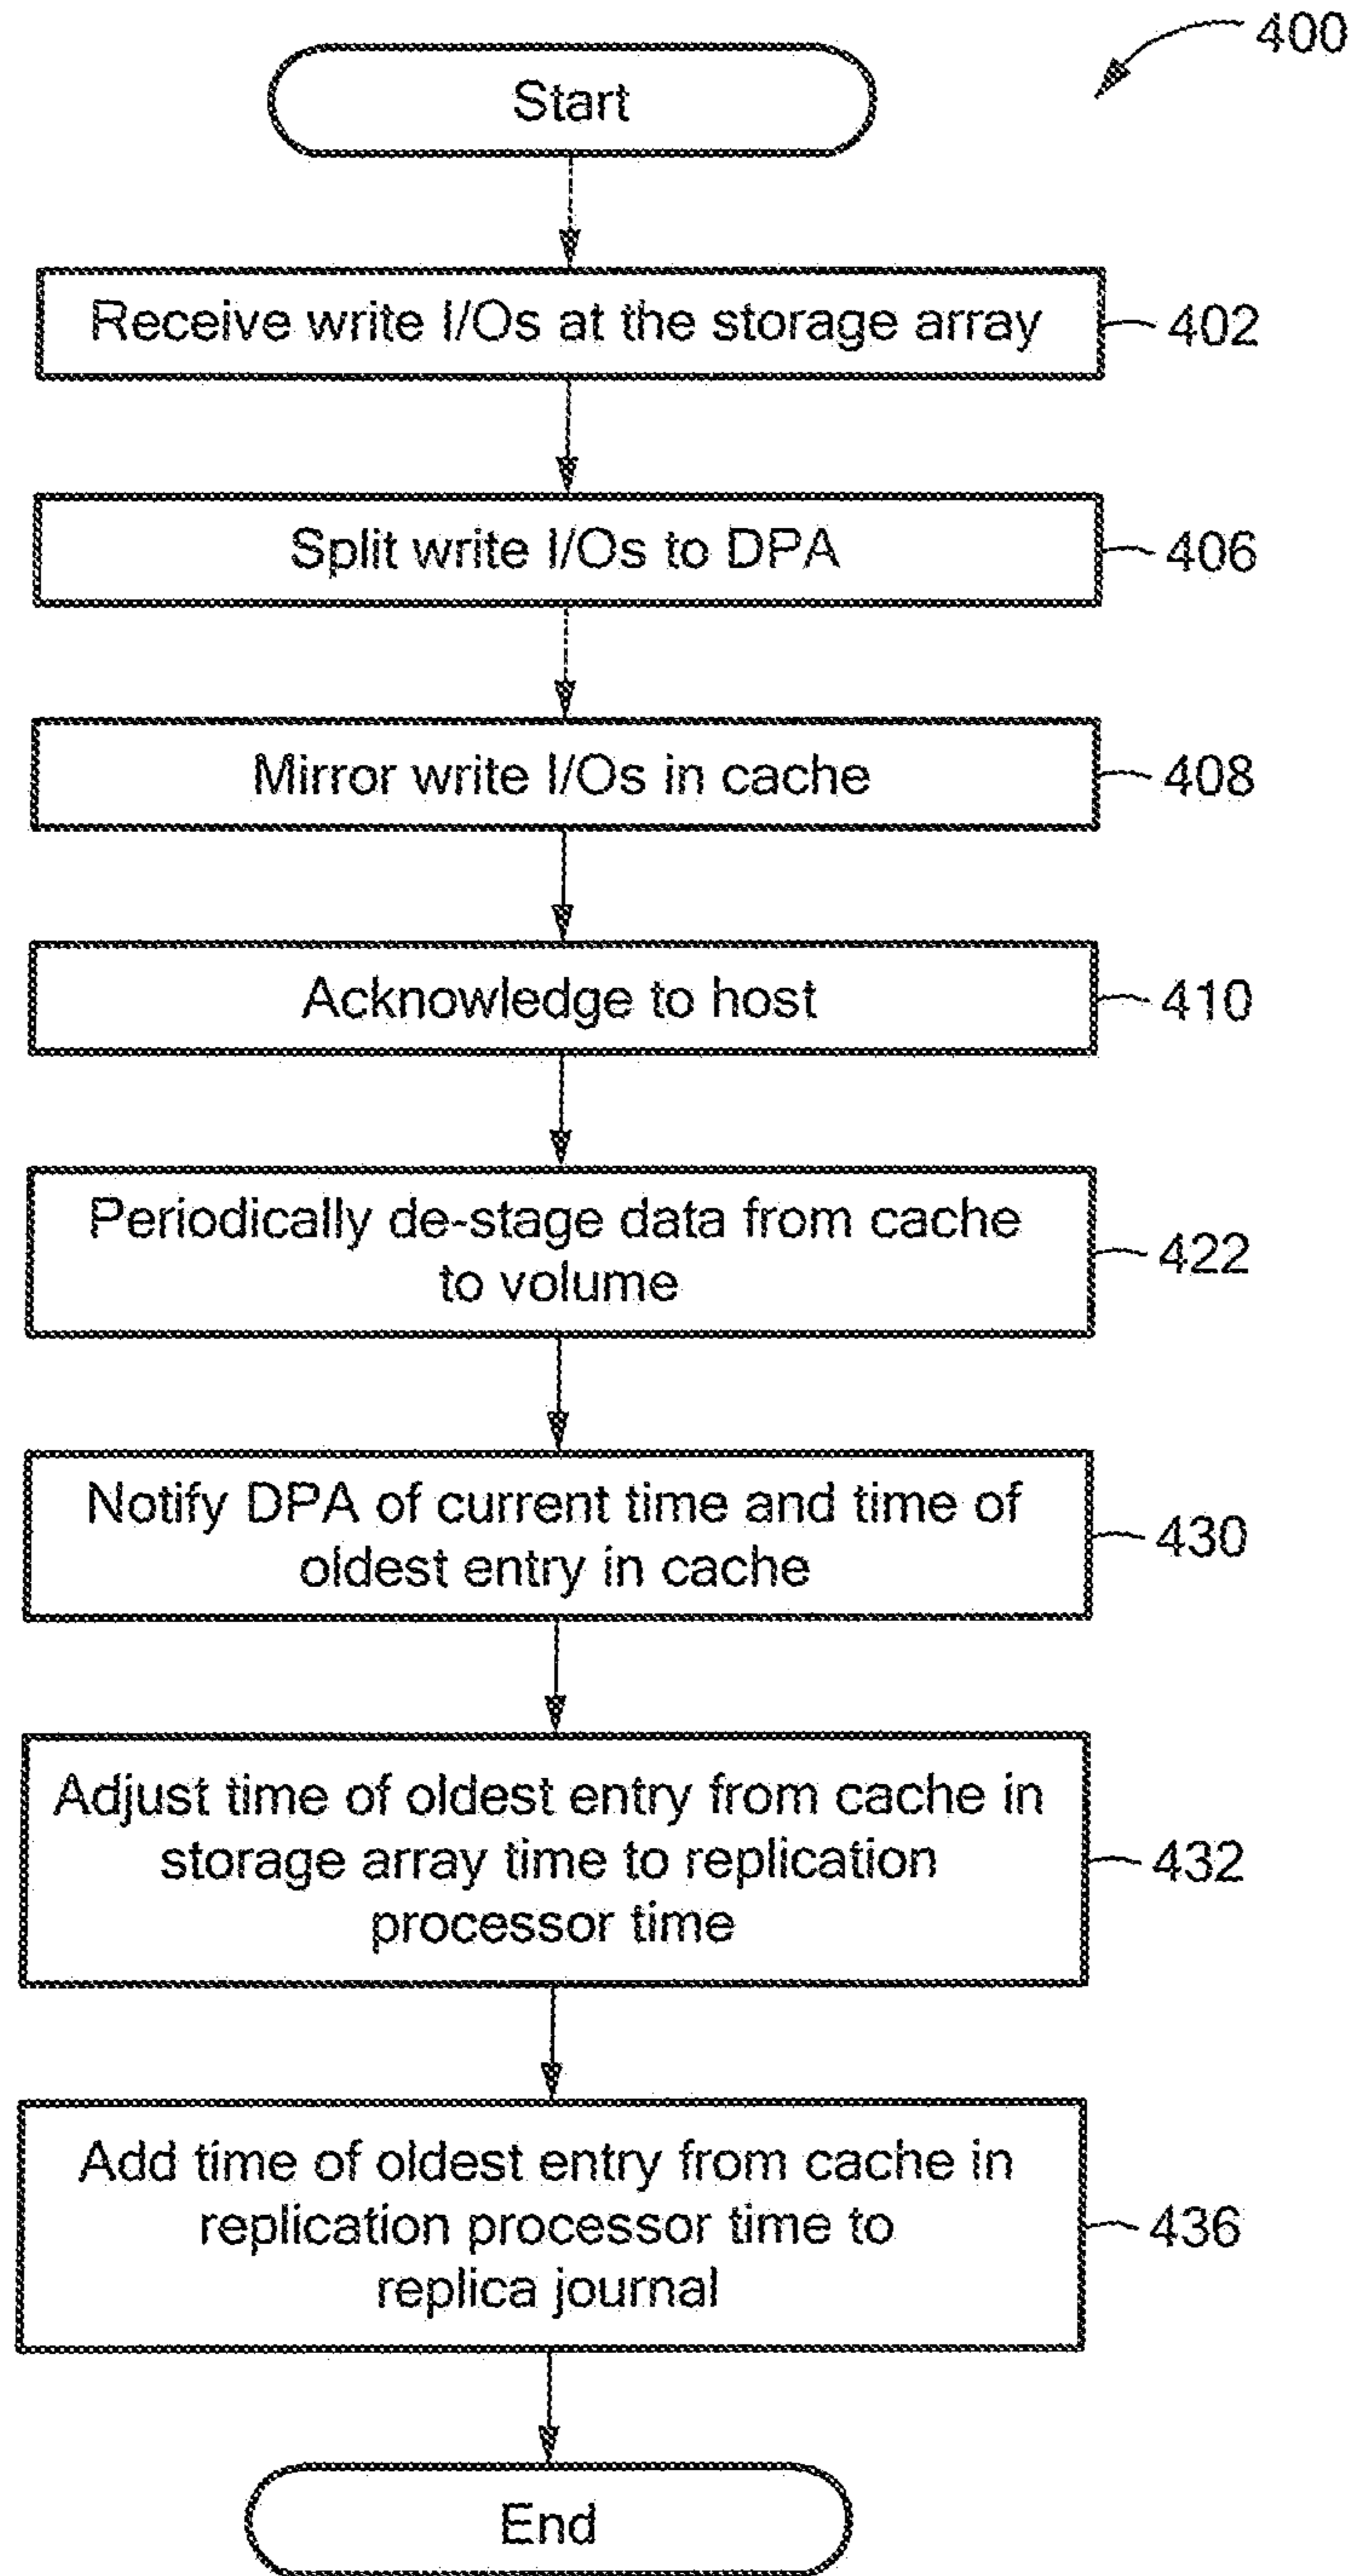 400
Start
Receive write I/Os at the storage array
402
Split write I/Os to DPA
406
Mirror write I/Os in cache
408
Acknowledge to host
410
Periodically de-stage data from cache
to volume
422
Notify DPA of current time and time of
oldest entry in cache
430
Adjust time of oldest entry from cache in
storage array time to replication
processor time
432
Add time of oldest entry from cache in
replication processor time to
replica journal
436
End